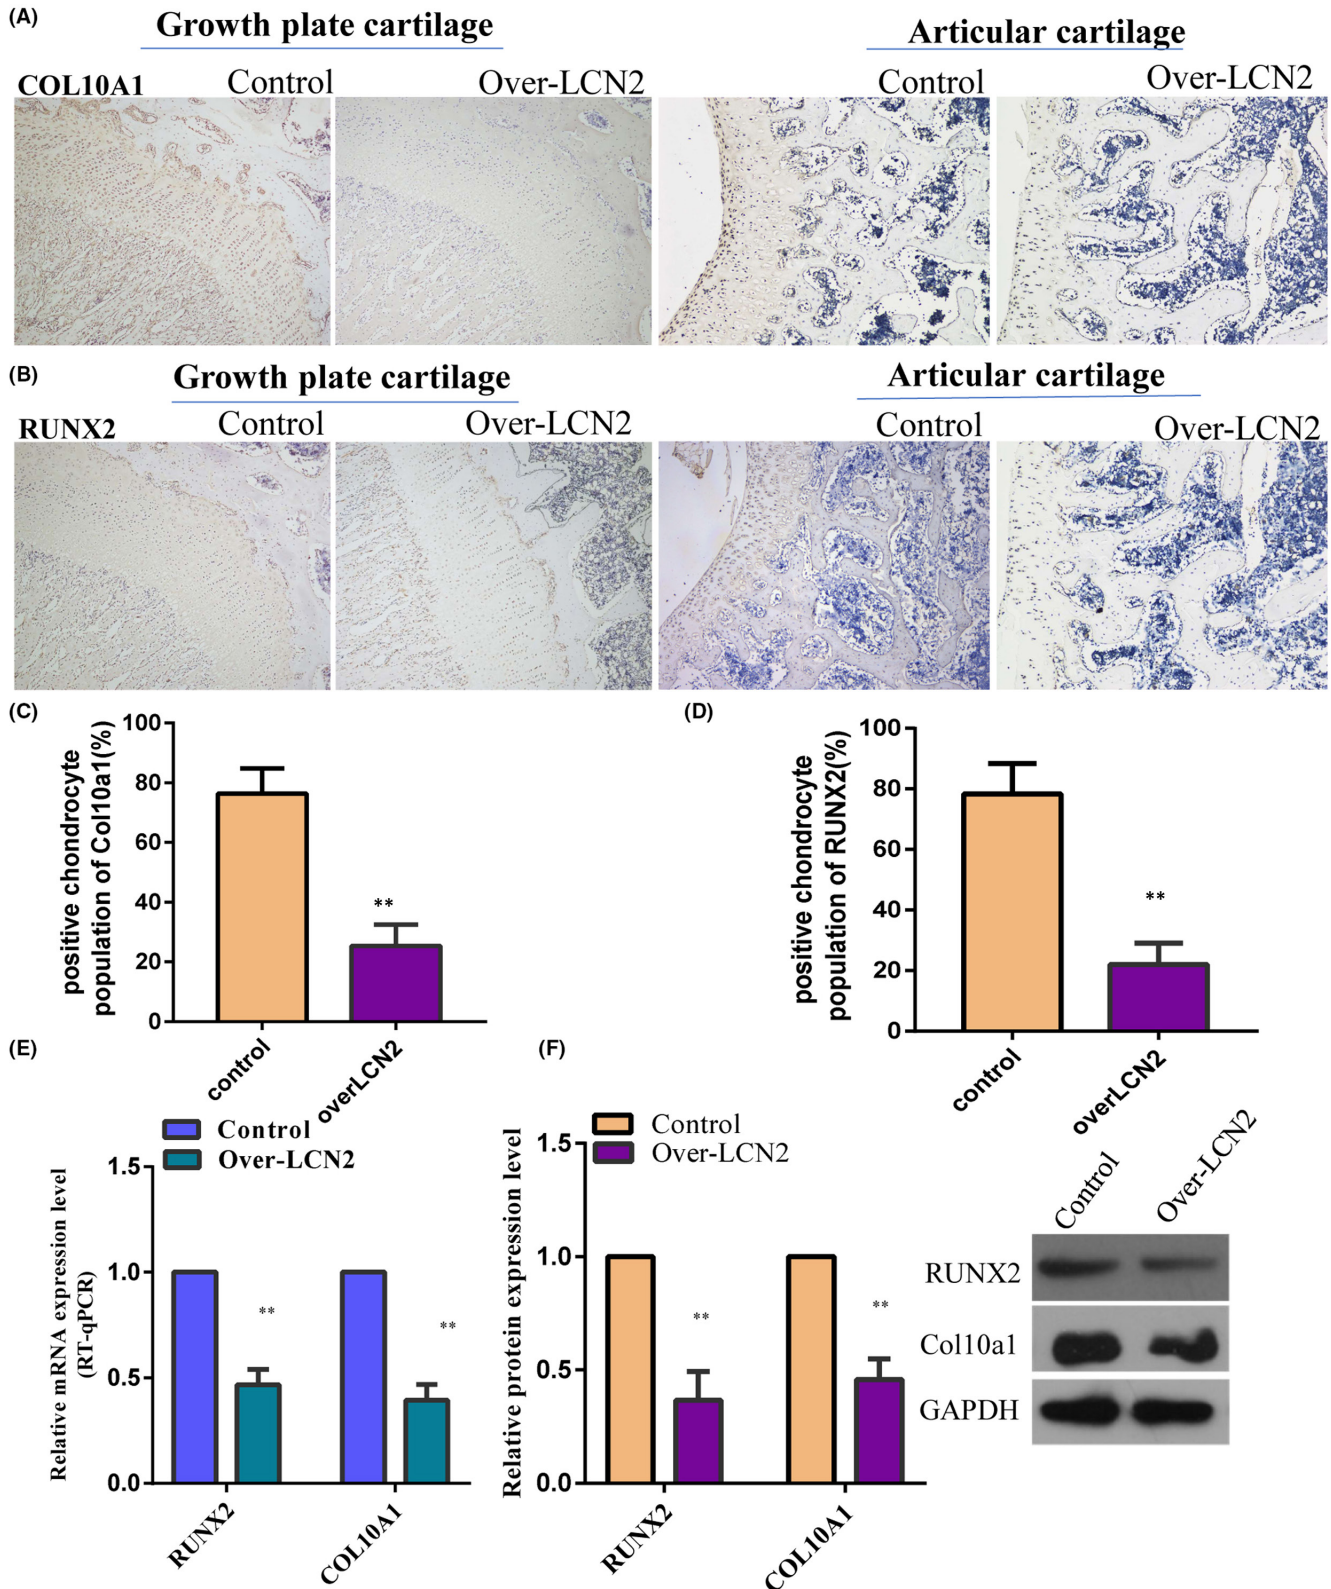 (A)
Growth plate cartilage
Articular cartilage
COL10A1
Control
Over-LCN2
Control
Over-LCN2
(B)
Growth plate cartilage
Articular cartilage
RUNX2
Control
Over-LCN2
Control
Over-LCN2
(C)
positive chondrocyte
population of Col10a1(%)
100
80
60
40
20
0
**
control
overLCN2
(D)
positive chondrocyte
population of RUNX2(%)
100
80
60
40
20
0
**
control
overLCN2
(E)
Control
Over-LCN2
Relative mRNA expression level
(RT-qPCR)
1.5
1.0
0.5
0.0
**
**
RUNX2
COL10A1
(F)
Control
Over-LCN2
Relative protein expression level
1.5
1.0
0.5
0.0
**
**
RUNX2
COL10A1
Control
Over-LCN2
RUNX2
Col10a1
GAPDH